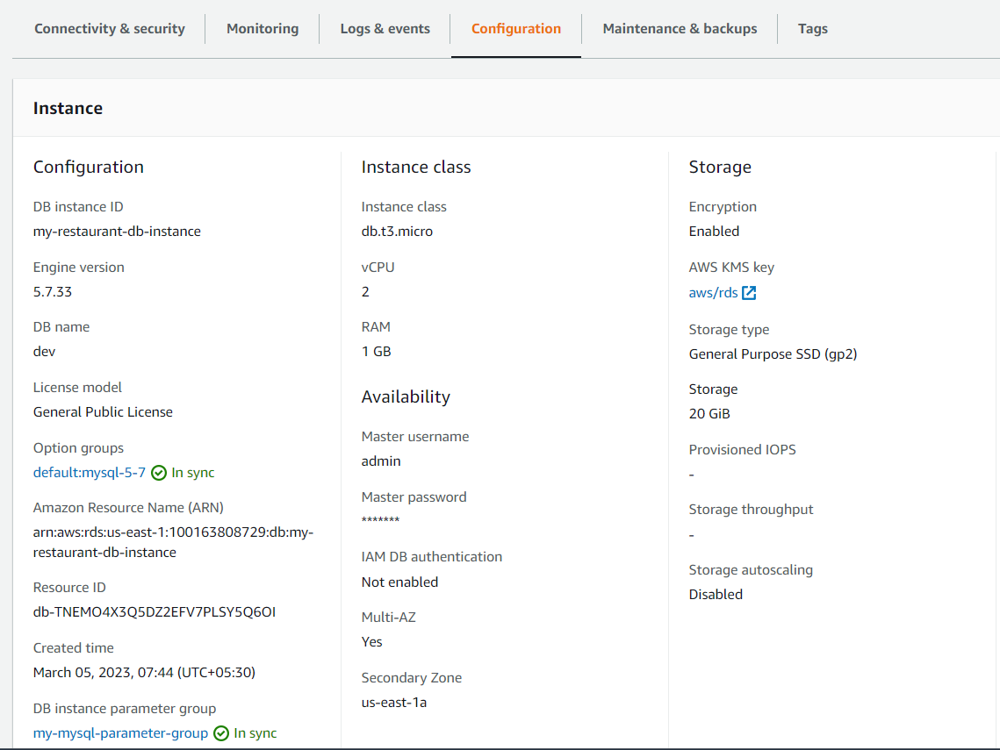 Connectivity & security
Monitoring
Logs & events
Configuration
Maintenance & backups
Tags
Instance
Configuration
DB instance ID
my-restaurant-db-instance
Engine version
5.7.33
DB name
dev
License model
General Public License
Option groups
default:mysql-5-7 In sync
Amazon Resource Name (ARN)
arn:aws:rds:us-east-1:100163808729:db:my-
restaurant-db-instance
Resource ID
db-TNEMO4X3Q5DZ2EFV7PLSY5Q6OI
Created time
March 05, 2023, 07:44 (UTC+05:30)
DB instance parameter group
my-mysql-parameter-group In sync
Instance class
Instance class
db.t3.micro
vCPU
2
RAM
1 GB
Availability
Master username
admin
Master password
*******
IAM DB authentication
Not enabled
Multi-AZ
Yes
Secondary Zone
us-east-1a
Storage
Encryption
Enabled
AWS KMS key
aws/rds
Storage type
General Purpose SSD (gp2)
Storage
20 GiB
Provisioned IOPS
-
Storage throughput
-
Storage autoscaling
Disabled